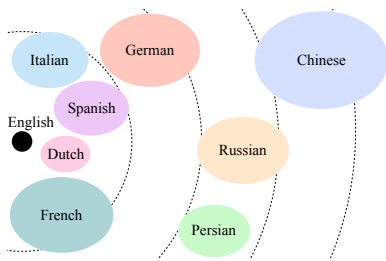 German
Italian
Chinese
Spanish
English
Dutch
Russian
French
Persian